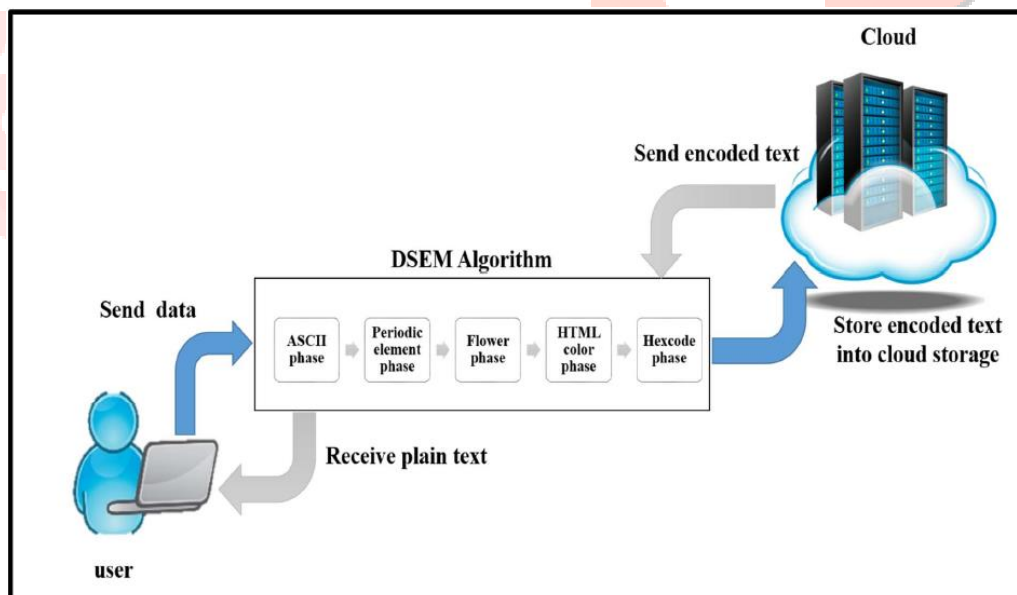 Cloud
Send encoded text
DSEM Algorithm
Send data
ASCII
phase
Periodic
element
phase
Flower
phase
HTML
color
phase
Hexcode
phase
Store encoded text
into cloud storage
Receive plain text
user